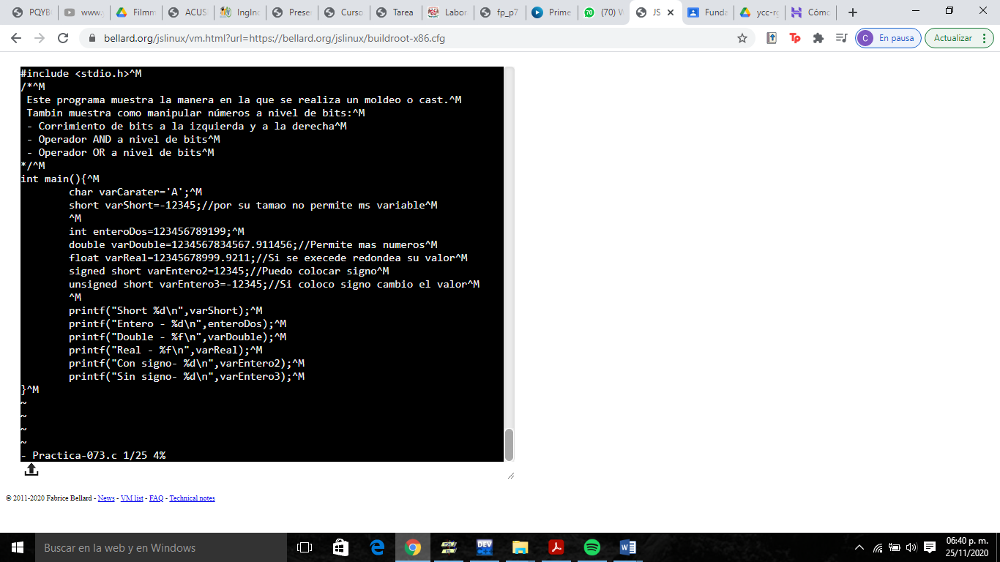 PQYB
www.
Filmm
ACUS
IngInc
Preser
Curso
Tarea
Labor
fp_p7
Prime
(70) W
JS
Funda
ycc-rg
Cómo
bellard.org/jslinux/vm.html?url=https://bellard.org/jslinux/buildroot-x86.cfg
C En pausa
Actualizar
#include <stdio.h>^M
/*^M
 Este programa muestra la manera en la que se realiza un moldeo o cast.^M
 Tambin muestra como manipular números a nivel de bits:^M
 - Corrimiento de bits a la izquierda y a la derecha^M
 - Operador AND a nivel de bits^M
 - Operador OR a nivel de bits^M
*/^M
int main(){^M
        char varCarater='A';^M
        short varShort=-12345;//por su tamao no permite ms variable^M
        ^M
        int enteroDos=123456789199;^M
        double varDouble=1234567834567.911456;//Permite mas numeros^M
        float varReal=12345678999.9211;//Si se execede redondea su valor^M
        signed short varEntero2=12345;//Puedo colocar signo^M
        unsigned short varEntero3=-12345;//Si coloco signo cambio el valor^M
        ^M
        printf("Short %d\n",varShort);^M
        printf("Entero - %d\n",enteroDos);^M
        printf("Double - %f\n",varDouble);^M
        printf("Real - %f\n",varReal);^M
        printf("Con signo- %d\n",varEntero2);^M
        printf("Sin signo- %d\n",varEntero3);^M
}^M
~
~
~
~
- Practica-073.c 1/25 4%
© 2011-2020 Fabrice Bellard - News - VM list - FAQ - Technical notes
Buscar en la web y en Windows
DEV
06:40 p. m.
25/11/2020